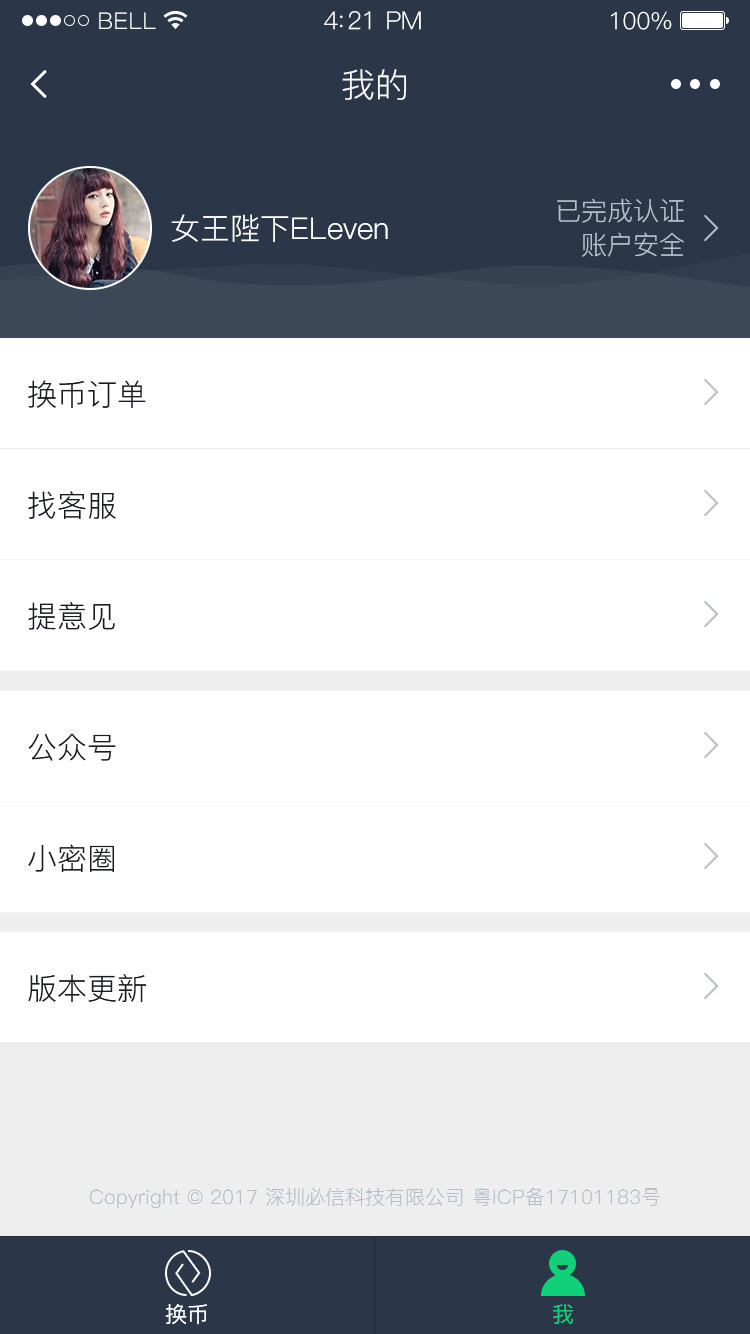 BELL 4:21 PM 100%
我的
女王陛下ELeven
已完成认证
账户安全
换币订单
找客服
提意见
公众号
小密圈
版本更新
Copyright © 2017 深圳必信科技有限公司 粤ICP备17101183号
换币 我